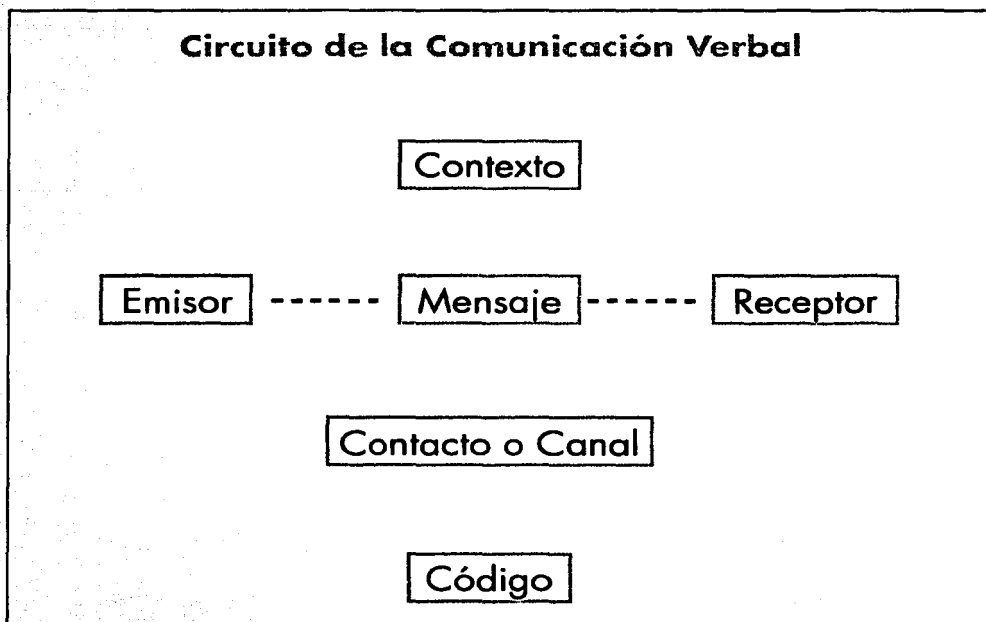 Circuito de la Comunicación Verbal
Contexto
Emisor ------ Mensaje ------ Receptor
Contacto o Canal
Código